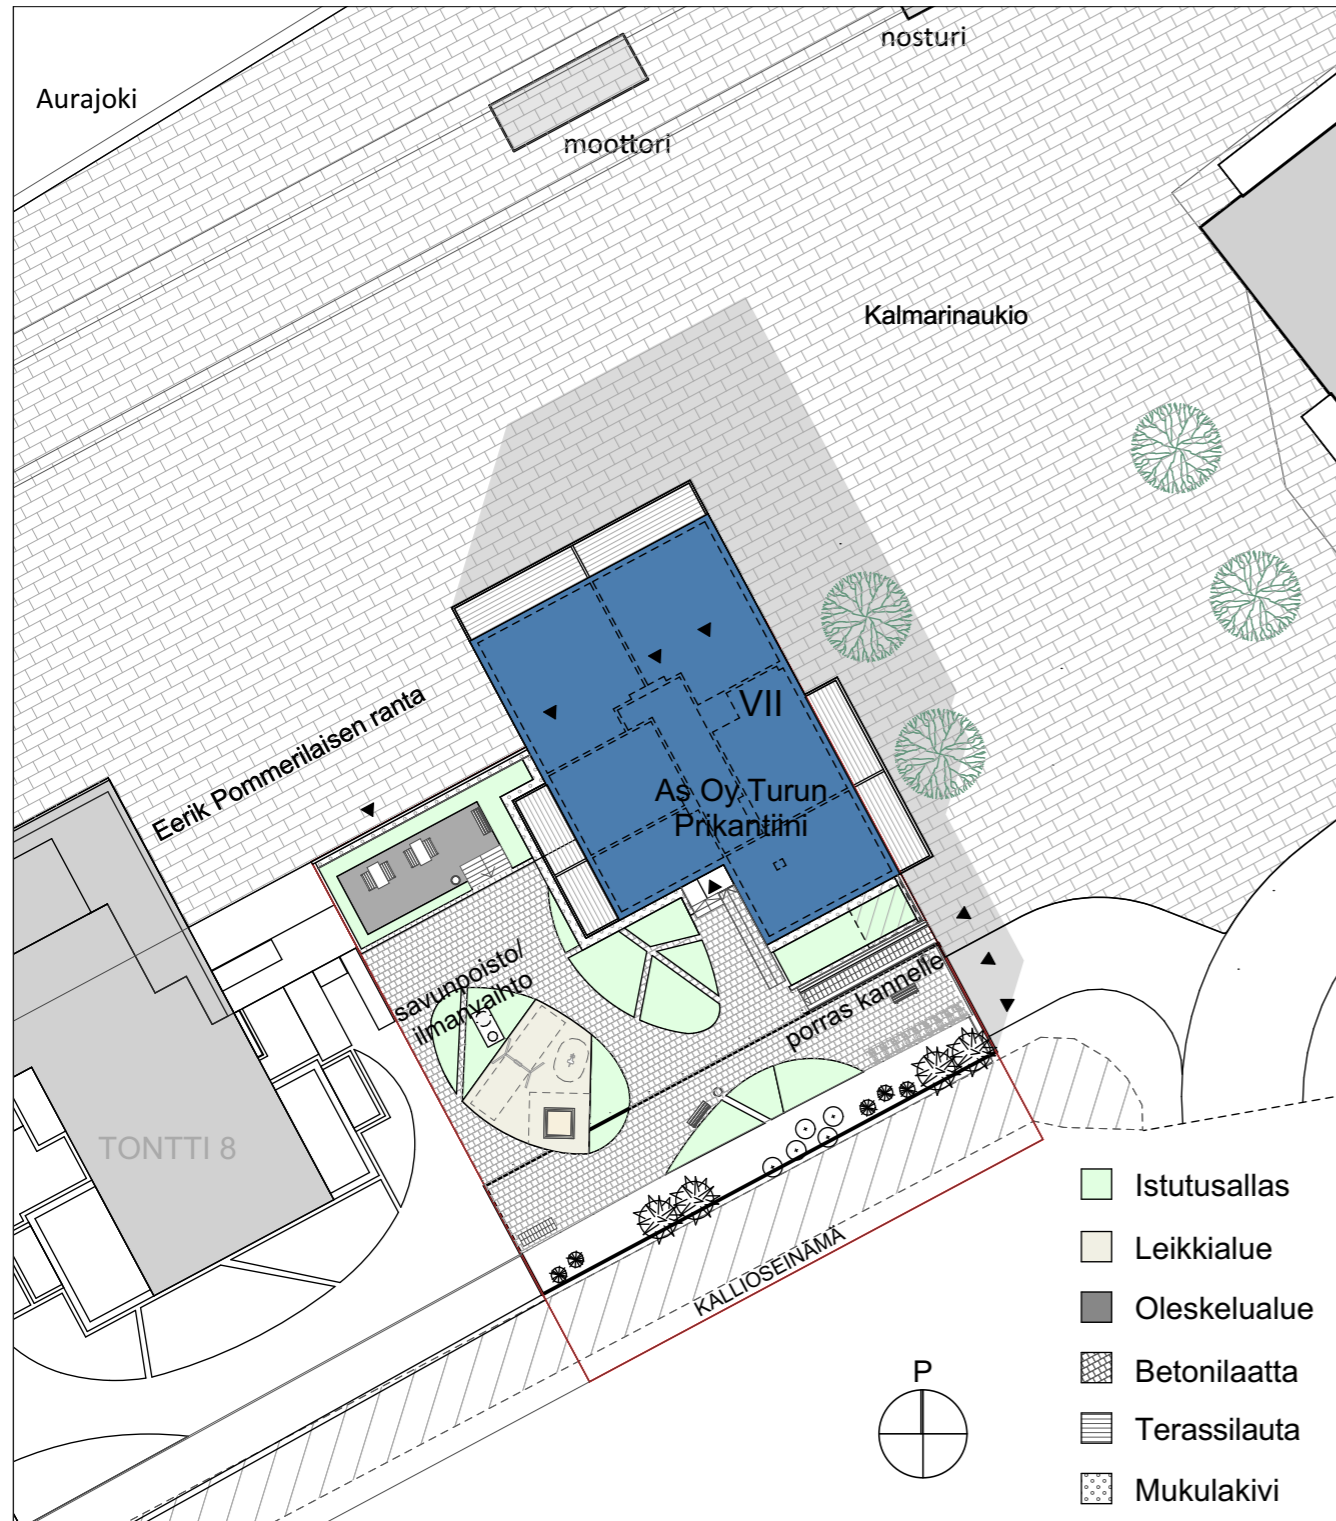 nosturi
Aurajoki
moottori
Kalmarinaukio
Eerik Pommerilaisen ranta
VII
As Oy Turun
Prikantiini
savunpoisto/
ilmanvaihto
porras kannelle
TONTTI 8
KALLIOSEINÄMÄ
P
Istutusallas
Leikkialue
Oleskelualue
Betonilaatta
Terassilauta
Mukulakivi